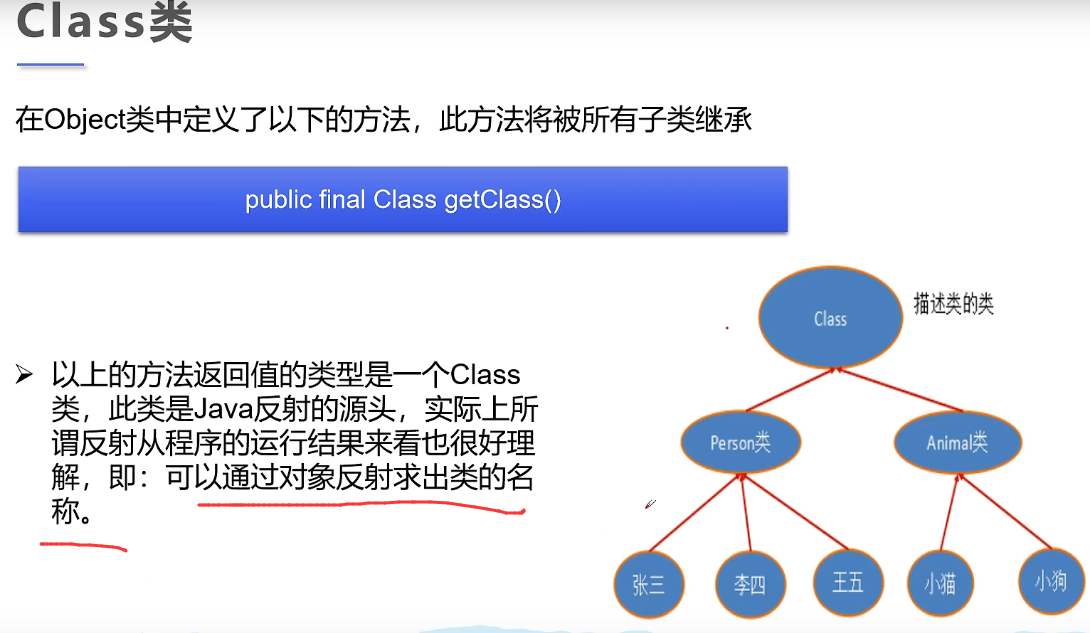 Class类
在Object类中定义了以下的方法，此方法将被所有子类继承
public final Class getClass()
描述类的类
Class
以上的方法返回值的类型是一个Class
类，此类是Java反射的源头，实际上所
谓反射从程序的运行结果来看也很好理
解，即：可以通过对象反射求出类的名
称。
Person类
Animal类
张三
李四
王五
小猫
小狗